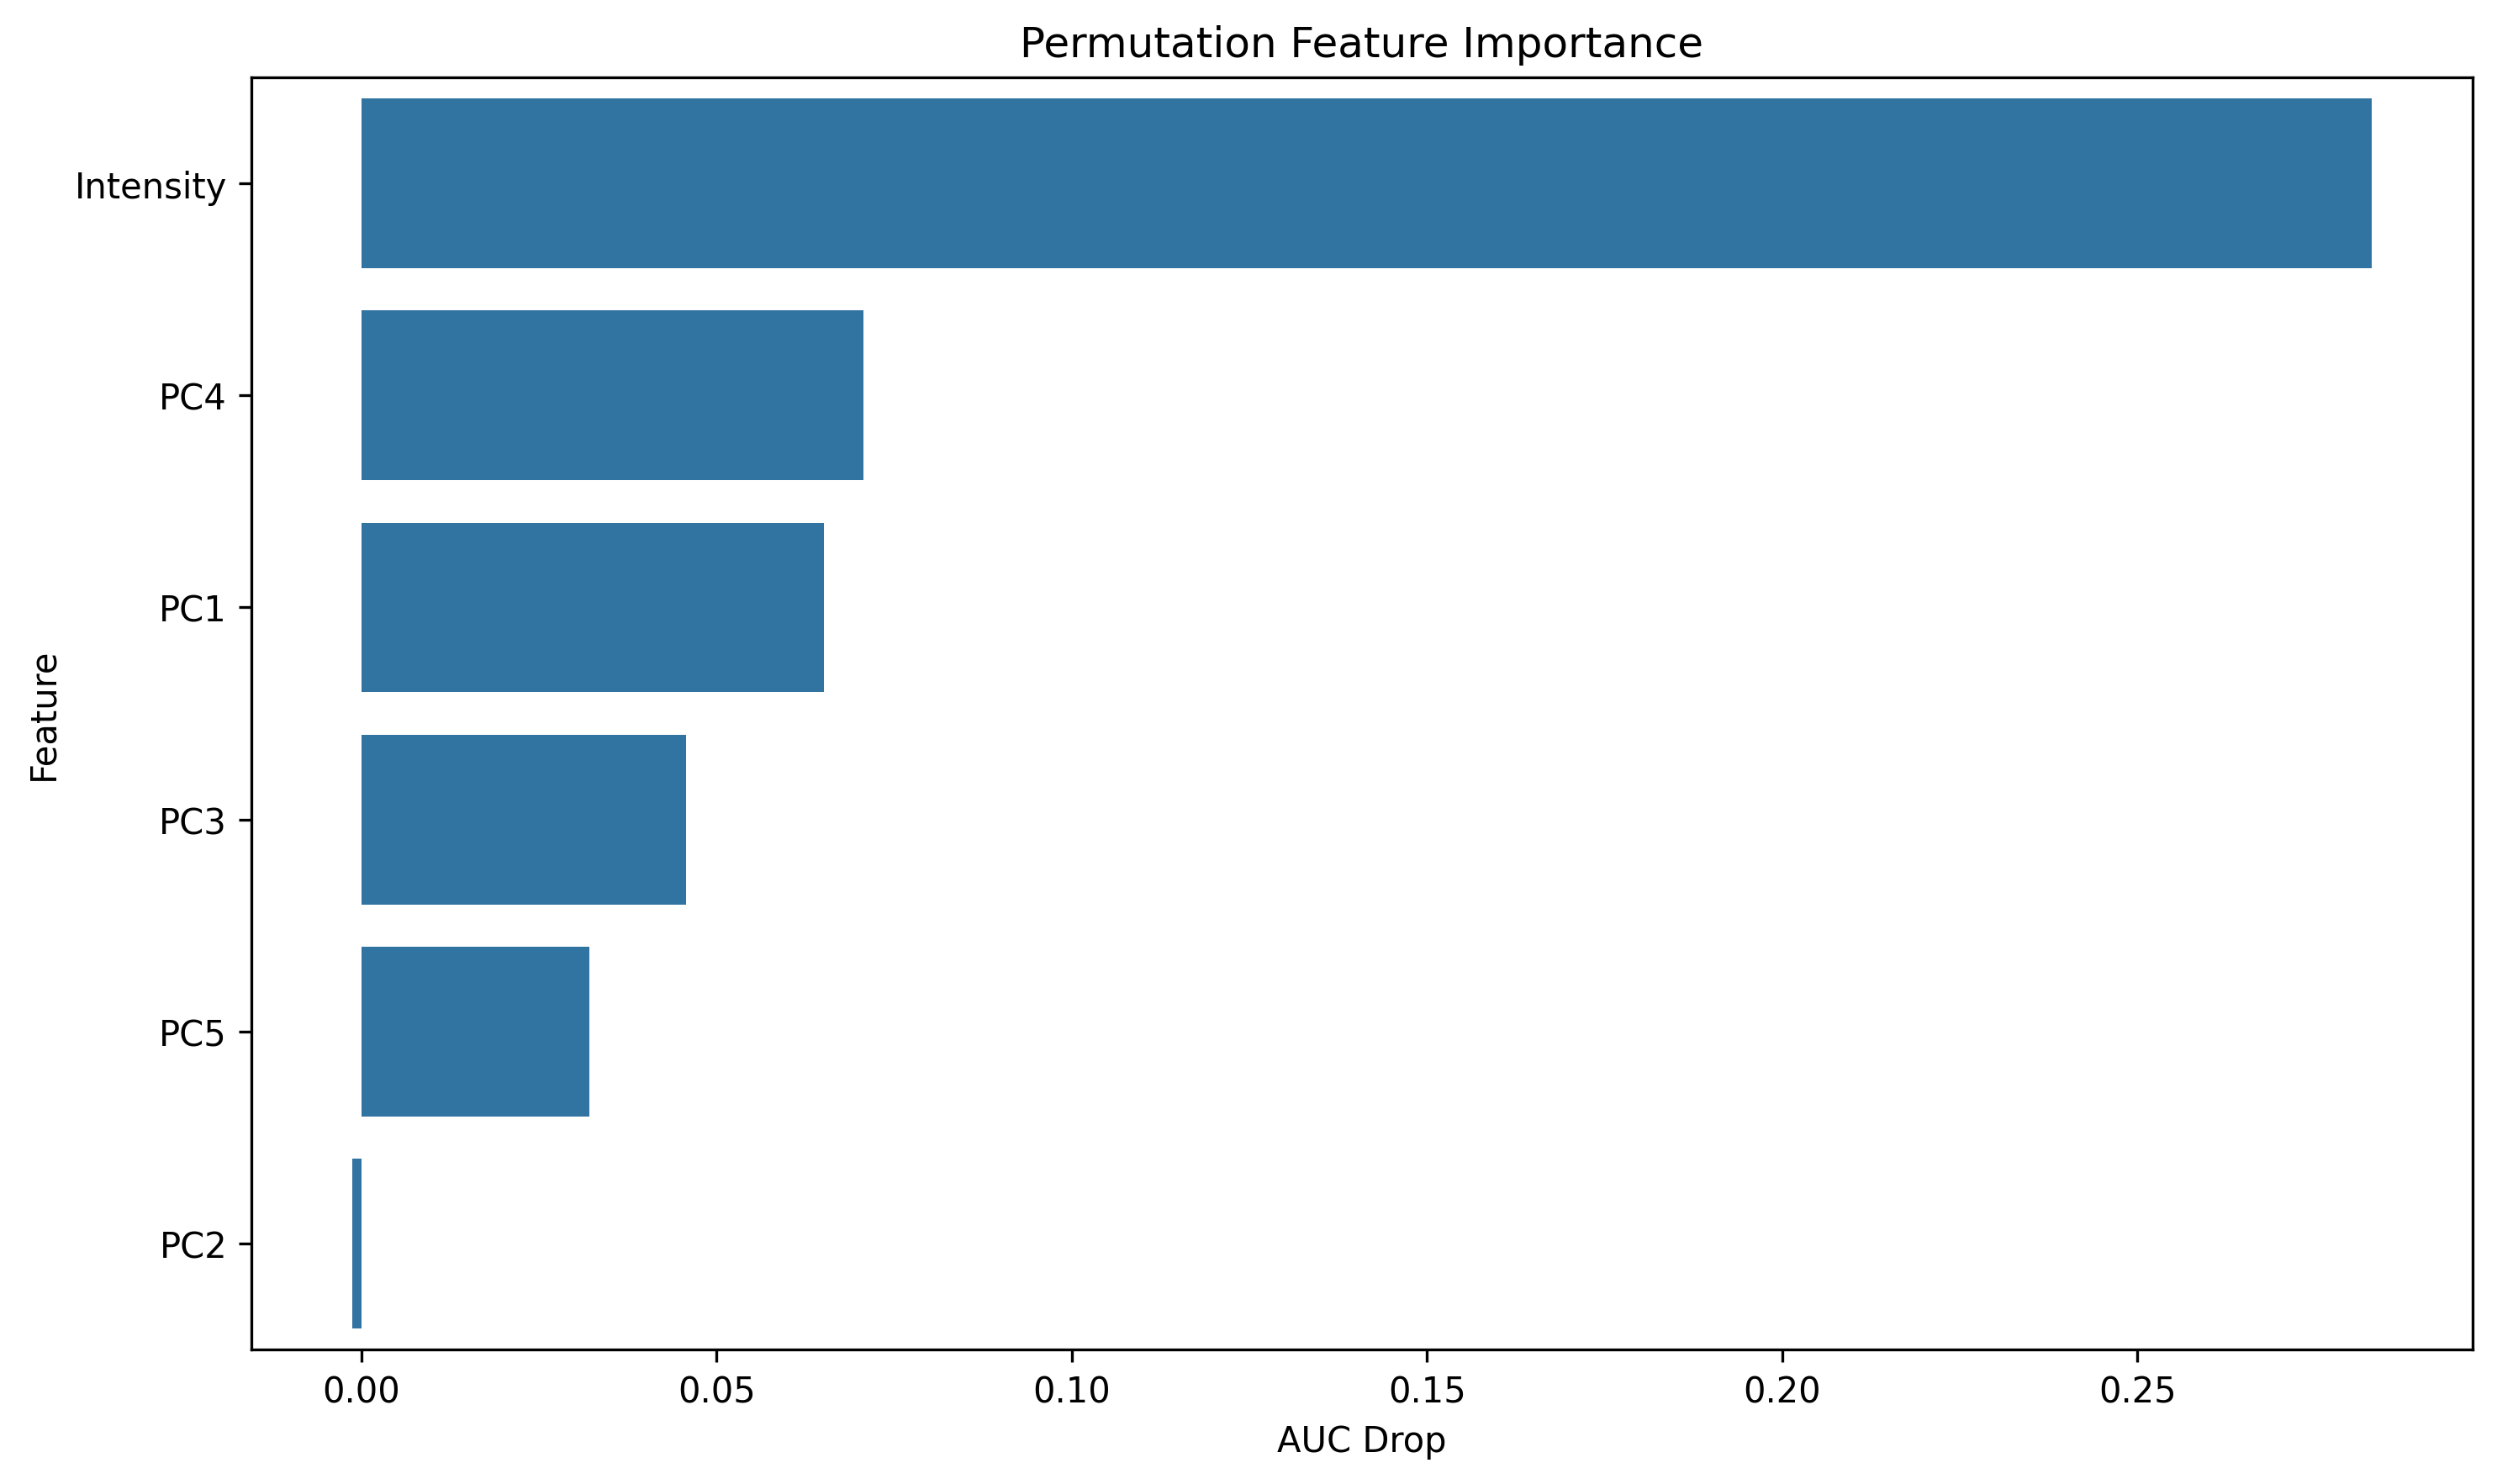 Permutation Feature Importance
Intensity
PC4
PC1
PC3
PC5
PC2
Feature
0.00 0.05 0.10 0.15 0.20 0.25
AUC Drop